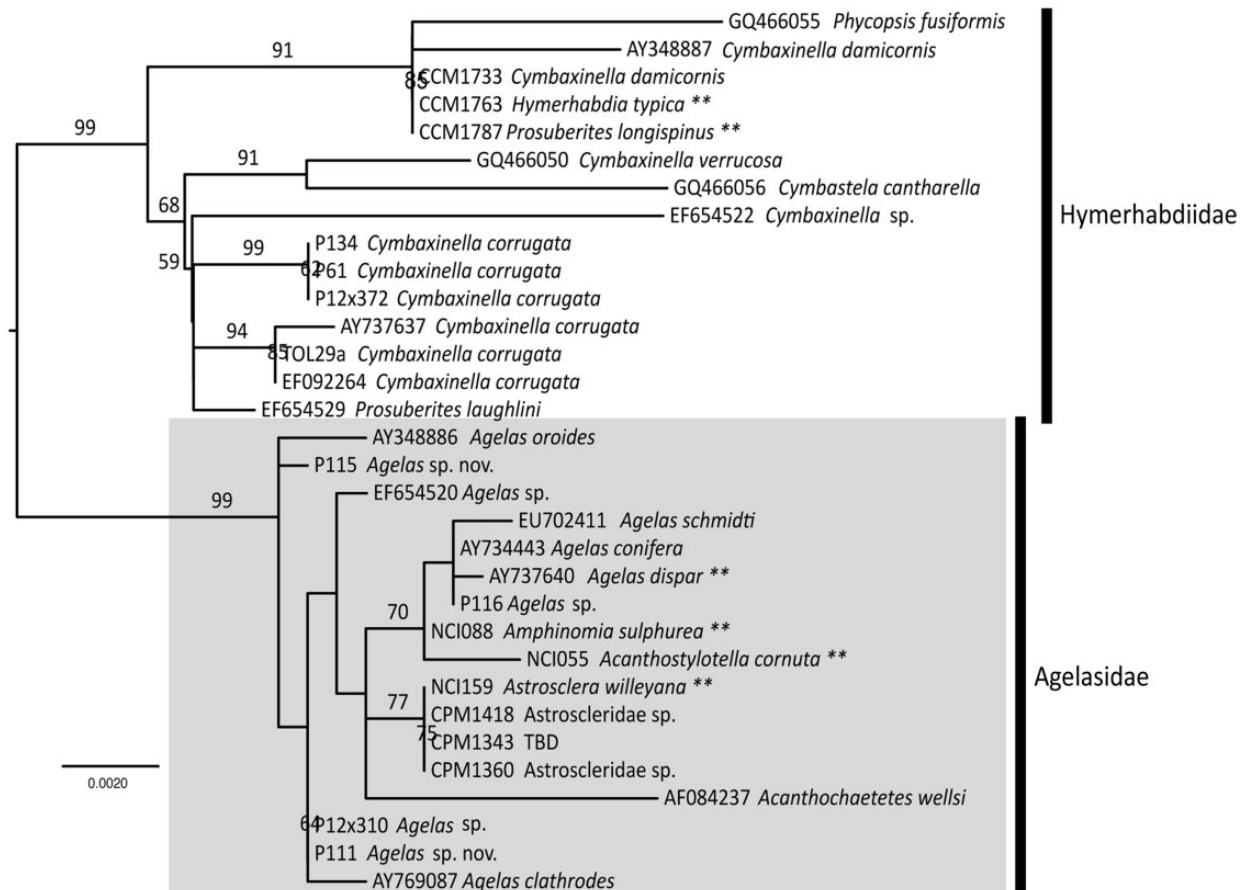 GQ466055 Phycopsis fusiformis
91
AY348887 Cymbaxinella damicornis
85
CCM1733 Cymbaxinella damicornis
CCM1763 Hymerhabdia typica **
99
CCM1787 Prosuberites longispinus **
91
GQ466050 Cymbaxinella verrucosa
GQ466056 Cymbastela cantharella
68
EF654522 Cymbaxinella sp.
Hymerhabdiidae
P134 Cymbaxinella corrugata
99
59
62
P61 Cymbaxinella corrugata
P12x372 Cymbaxinella corrugata
AY737637 Cymbaxinella corrugata
94
85
TOL29a Cymbaxinella corrugata
EF092264 Cymbaxinella corrugata
EF654529 Prosuberites laughlini
AY348886 Agelas oroides
P115 Agelas sp. nov.
99
EF654520 Agelas sp.
EU702411 Agelas schmidti
AY734443 Agelas conifera
AY737640 Agelas dispar **
P116 Agelas sp.
70
NCI088 Amphinomia sulphurea **
NCI055 Acanthostylotella cornuta **
Agelasidae
NCI159 Astrosclera willeyana **
77
CPM1418 Astroscleridae sp.
75
CPM1343 TBD
CPM1360 Astroscleridae sp.
0.0020
AF084237 Acanthochaetetes wellsi
64
P12x310 Agelas sp.
P111 Agelas sp. nov.
AY769087 Agelas clathrodes